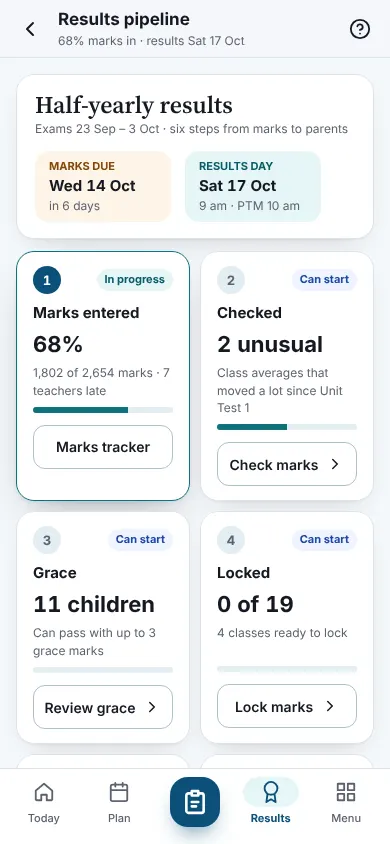 Results pipeline
68% marks in · results Sat 17 Oct
Half-yearly results
Exams 23 Sep – 3 Oct · six steps from marks to parents
MARKS DUE
Wed 14 Oct
in 6 days
RESULTS DAY
Sat 17 Oct
9 am · PTM 10 am
1
In progress
Marks entered
68%
1,802 of 2,654 marks · 7
teachers late
Marks tracker
2
Can start
Checked
2 unusual
Class averages that
moved a lot since Unit
Test 1
Check marks
3
Can start
Grace
11 children
Can pass with up to 3
grace marks
Review grace
4
Can start
Locked
0 of 19
4 classes ready to lock
Lock marks
Today
Plan
Results
Menu